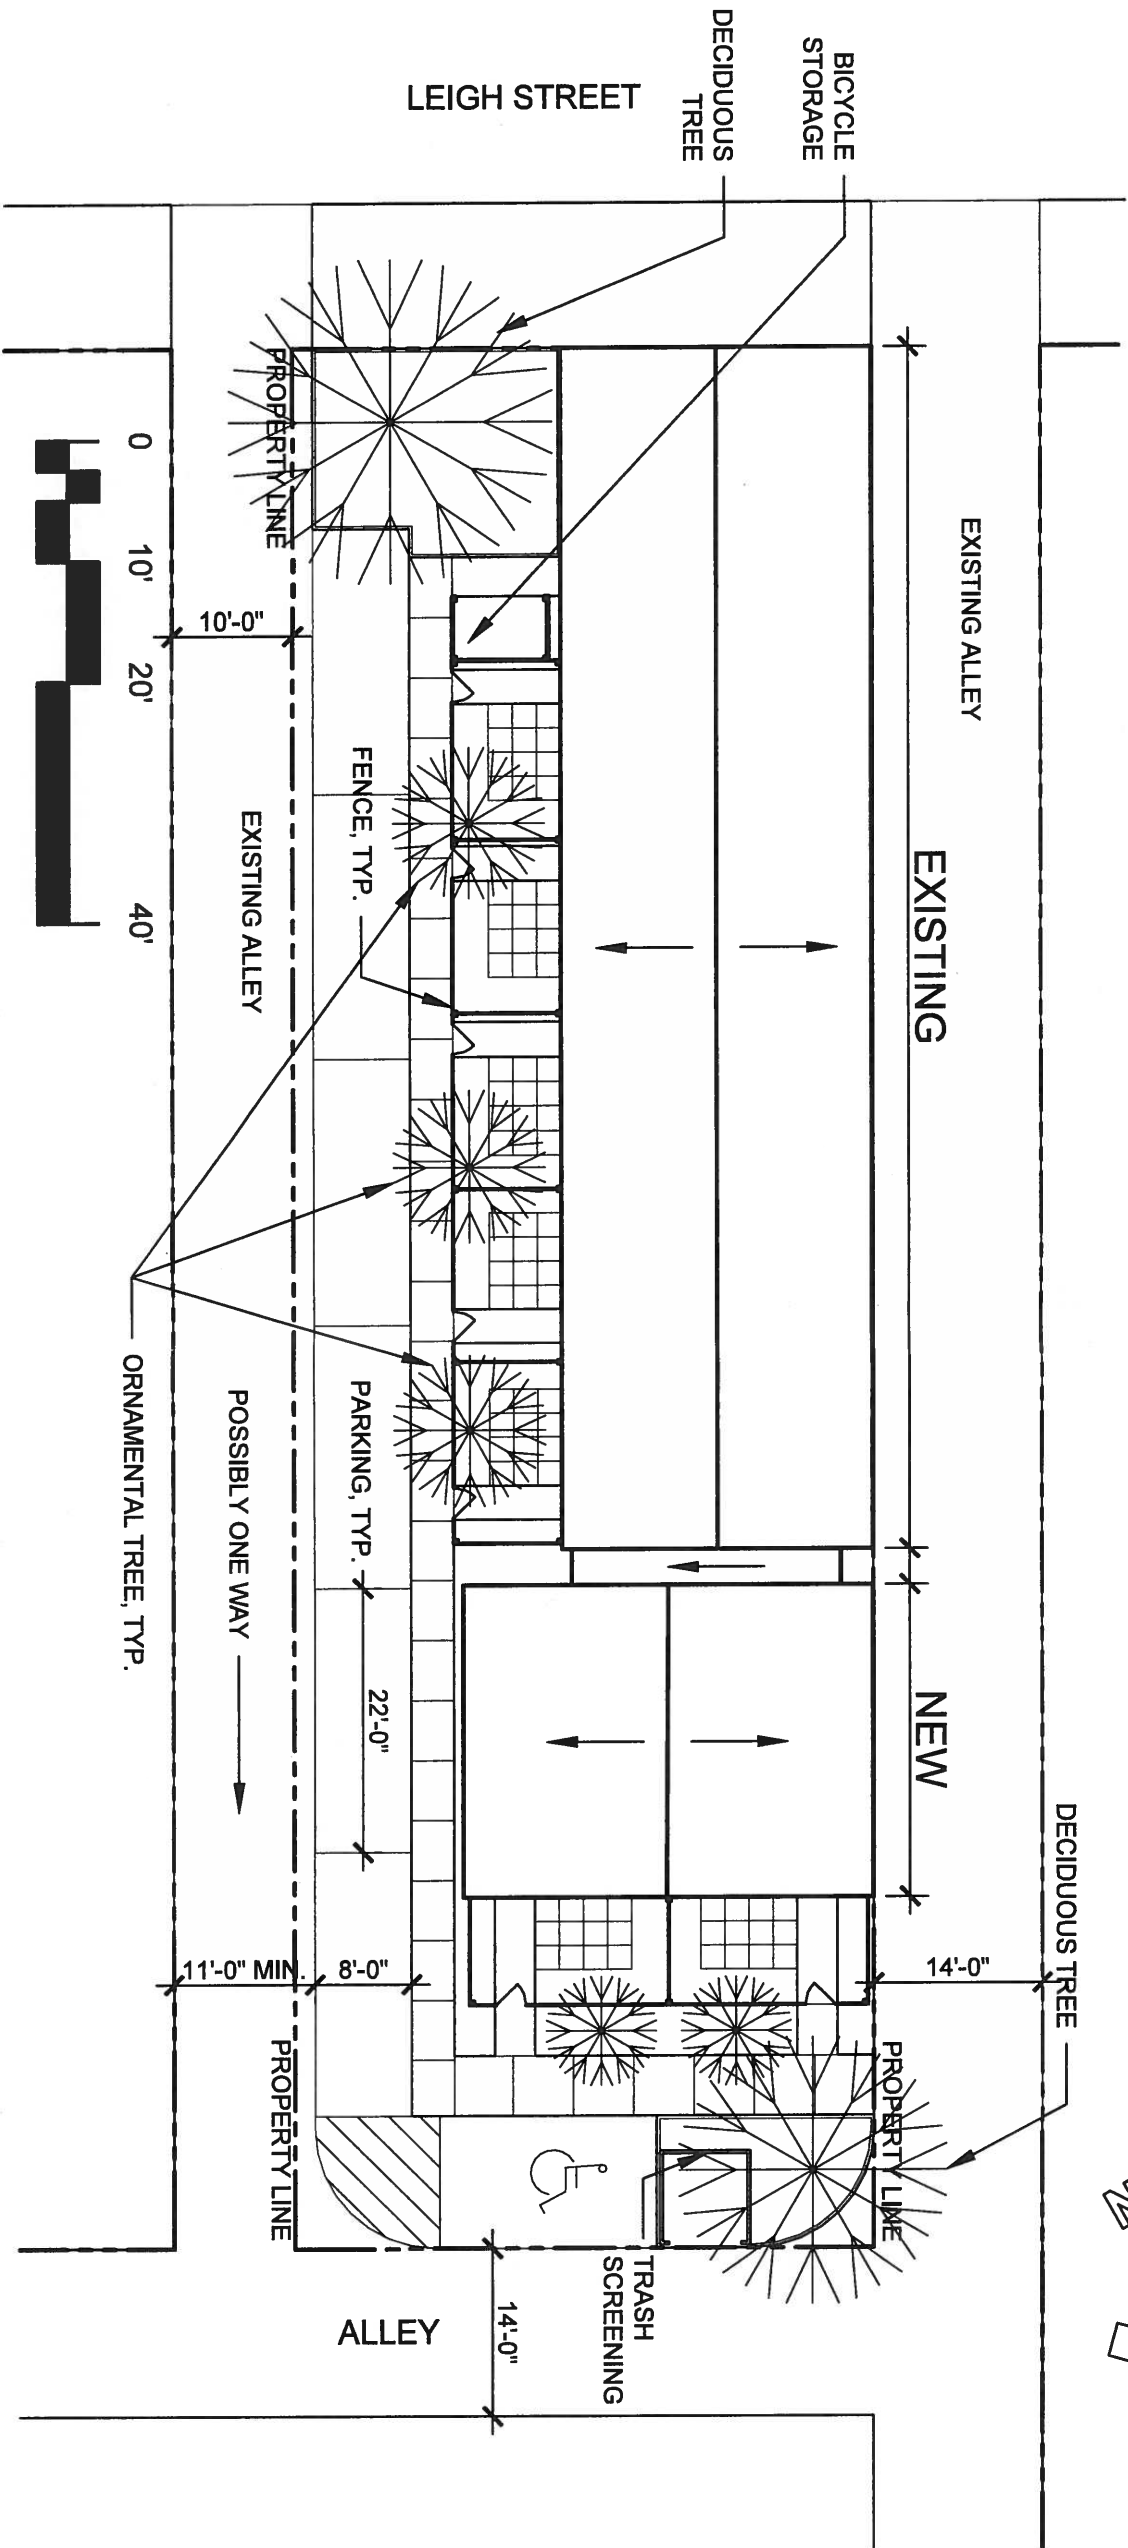 LEIGH STREET
DECIDUOUS
TREE
BICYCLE
STORAGE
EXISTING ALLEY
EXISTING
NEW
DECIDUOUS TREE
14'-0"
PROPERTY LINE
PROPERTY LINE
0
10'
20'
40'
10'-0"
FENCE, TYP.
EXISTING ALLEY
PARKING, TYP.
22'-0"
POSSIBLY ONE WAY
ORNAMENTAL TREE, TYP.
11'-0" MIN.
8'-0"
PROPERTY LINE
TRASH
SCREENING
ALLEY
14'-0"